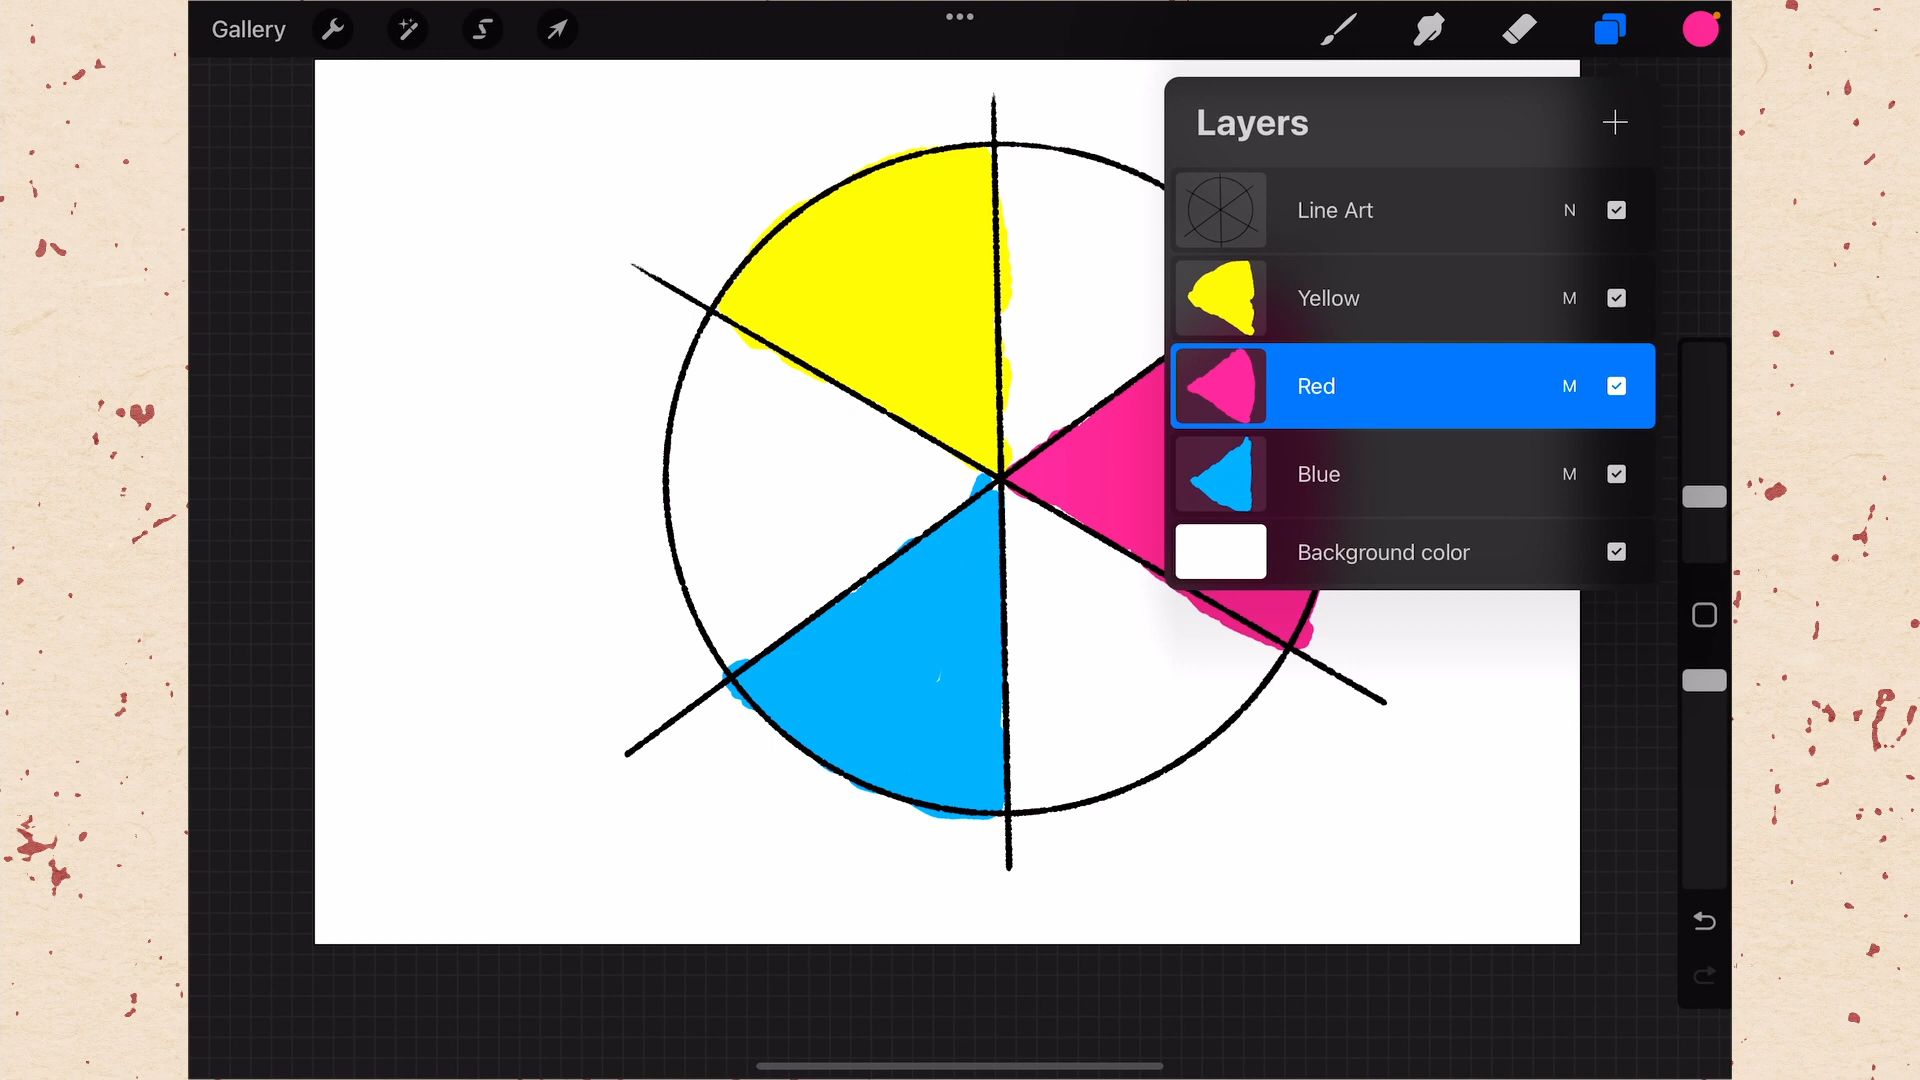 Gallery
Layers
Line Art N
Yellow M
Red M
Blue M
Background color